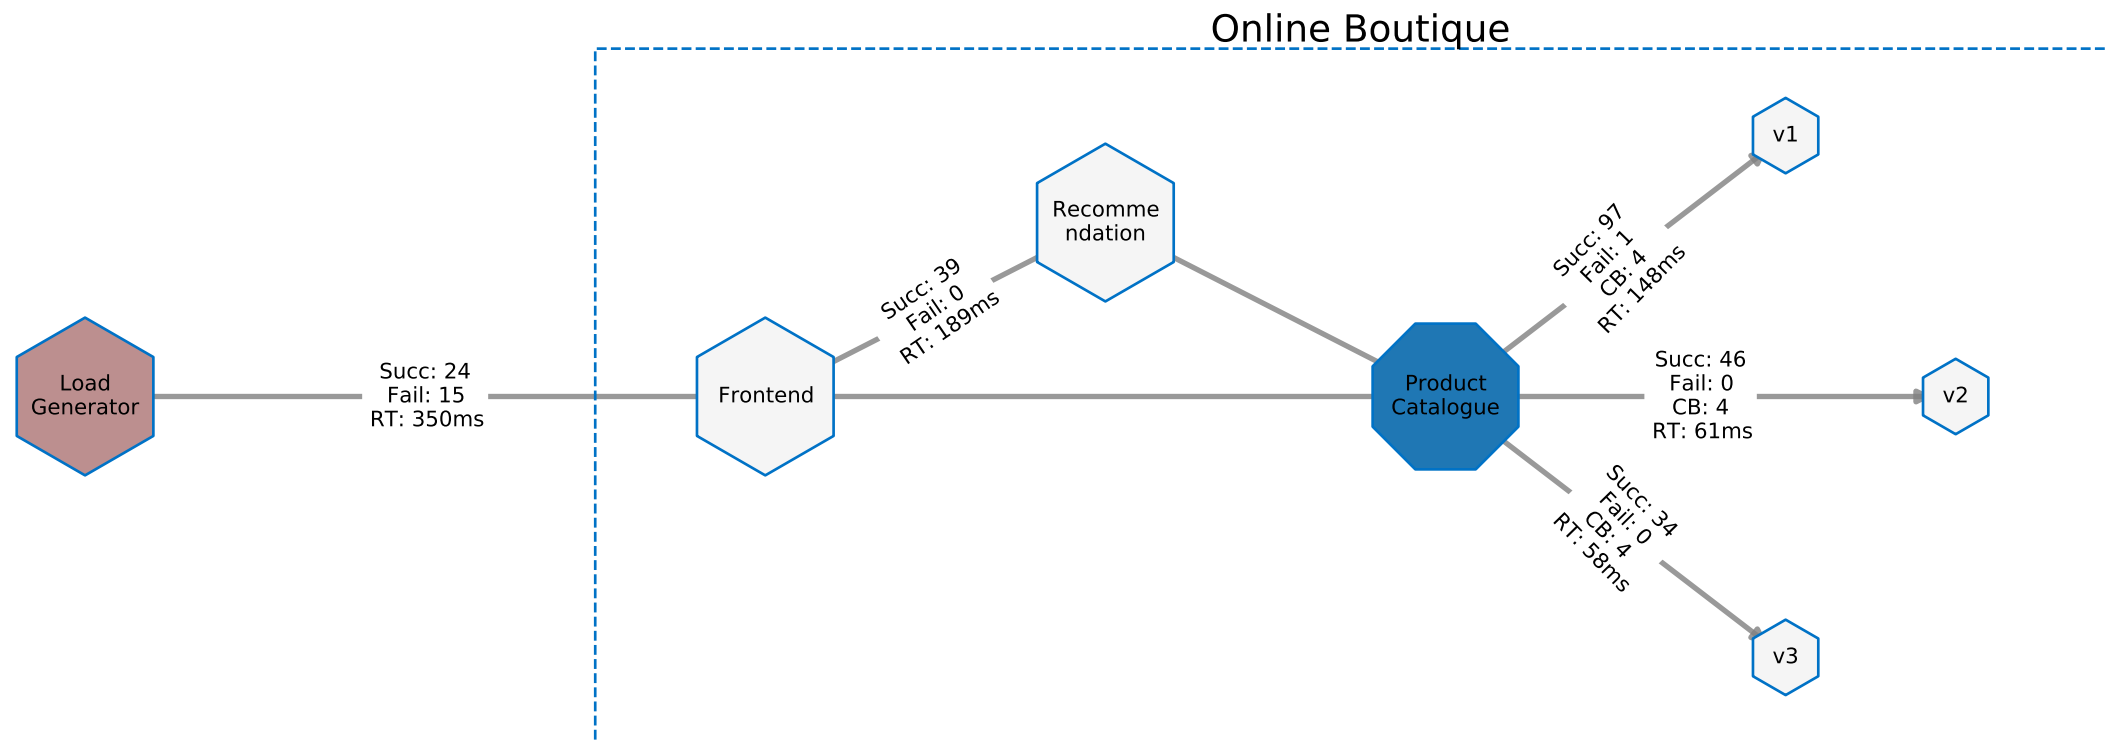 Online Boutique
Load
Generator
Succ: 24
Fail: 15
RT: 350ms
Frontend
Succ: 39
Fail: 0
RT: 189ms
Recomme
ndation
Product
Catalogue
Succ: 97
Fail: 1
CB: 4
RT: 148ms
v1
Succ: 46
Fail: 0
CB: 4
RT: 61ms
v2
Succ: 34
Fail: 0
CB: 4
RT: 58ms
v3